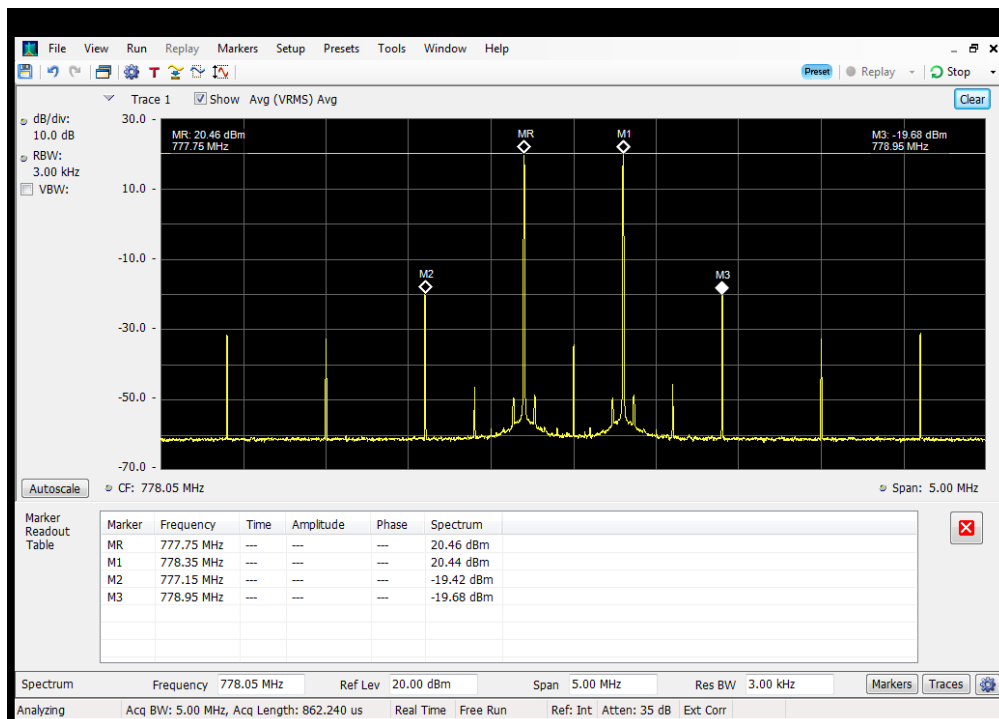 File View Run Replay Markers Setup Presets Tools Window Help
T Preset Replay Stop
Trace 1 Show Avg (VRMS) Avg Clear
dB/div:
10.0 dB
RBW:
3.00 kHz
VBW:
30.0 -
10.0 -
-10.0 -
-30.0 -
-50.0 -
-70.0 -
MR: 20.46 dBm
777.75 MHz
MR
M1
M3: -19.68 dBm
778.95 MHz
M2
M3
Autoscale CF: 778.05 MHz Span: 5.00 MHz
Marker
Readout
Table
Marker Frequency Time Amplitude Phase Spectrum
MR 777.75 MHz --- --- --- 20.46 dBm
M1 778.35 MHz --- --- --- 20.44 dBm
M2 777.15 MHz --- --- --- -19.42 dBm
M3 778.95 MHz --- --- --- -19.68 dBm
Spectrum Frequency 778.05 MHz Ref Lev 20.00 dBm Span 5.00 MHz Res BW 3.00 kHz Markers Traces
Analyzing Acq BW: 5.00 MHz, Acq Length: 862.240 us Real Time Free Run Ref: Int Atten: 35 dB Ext Corr